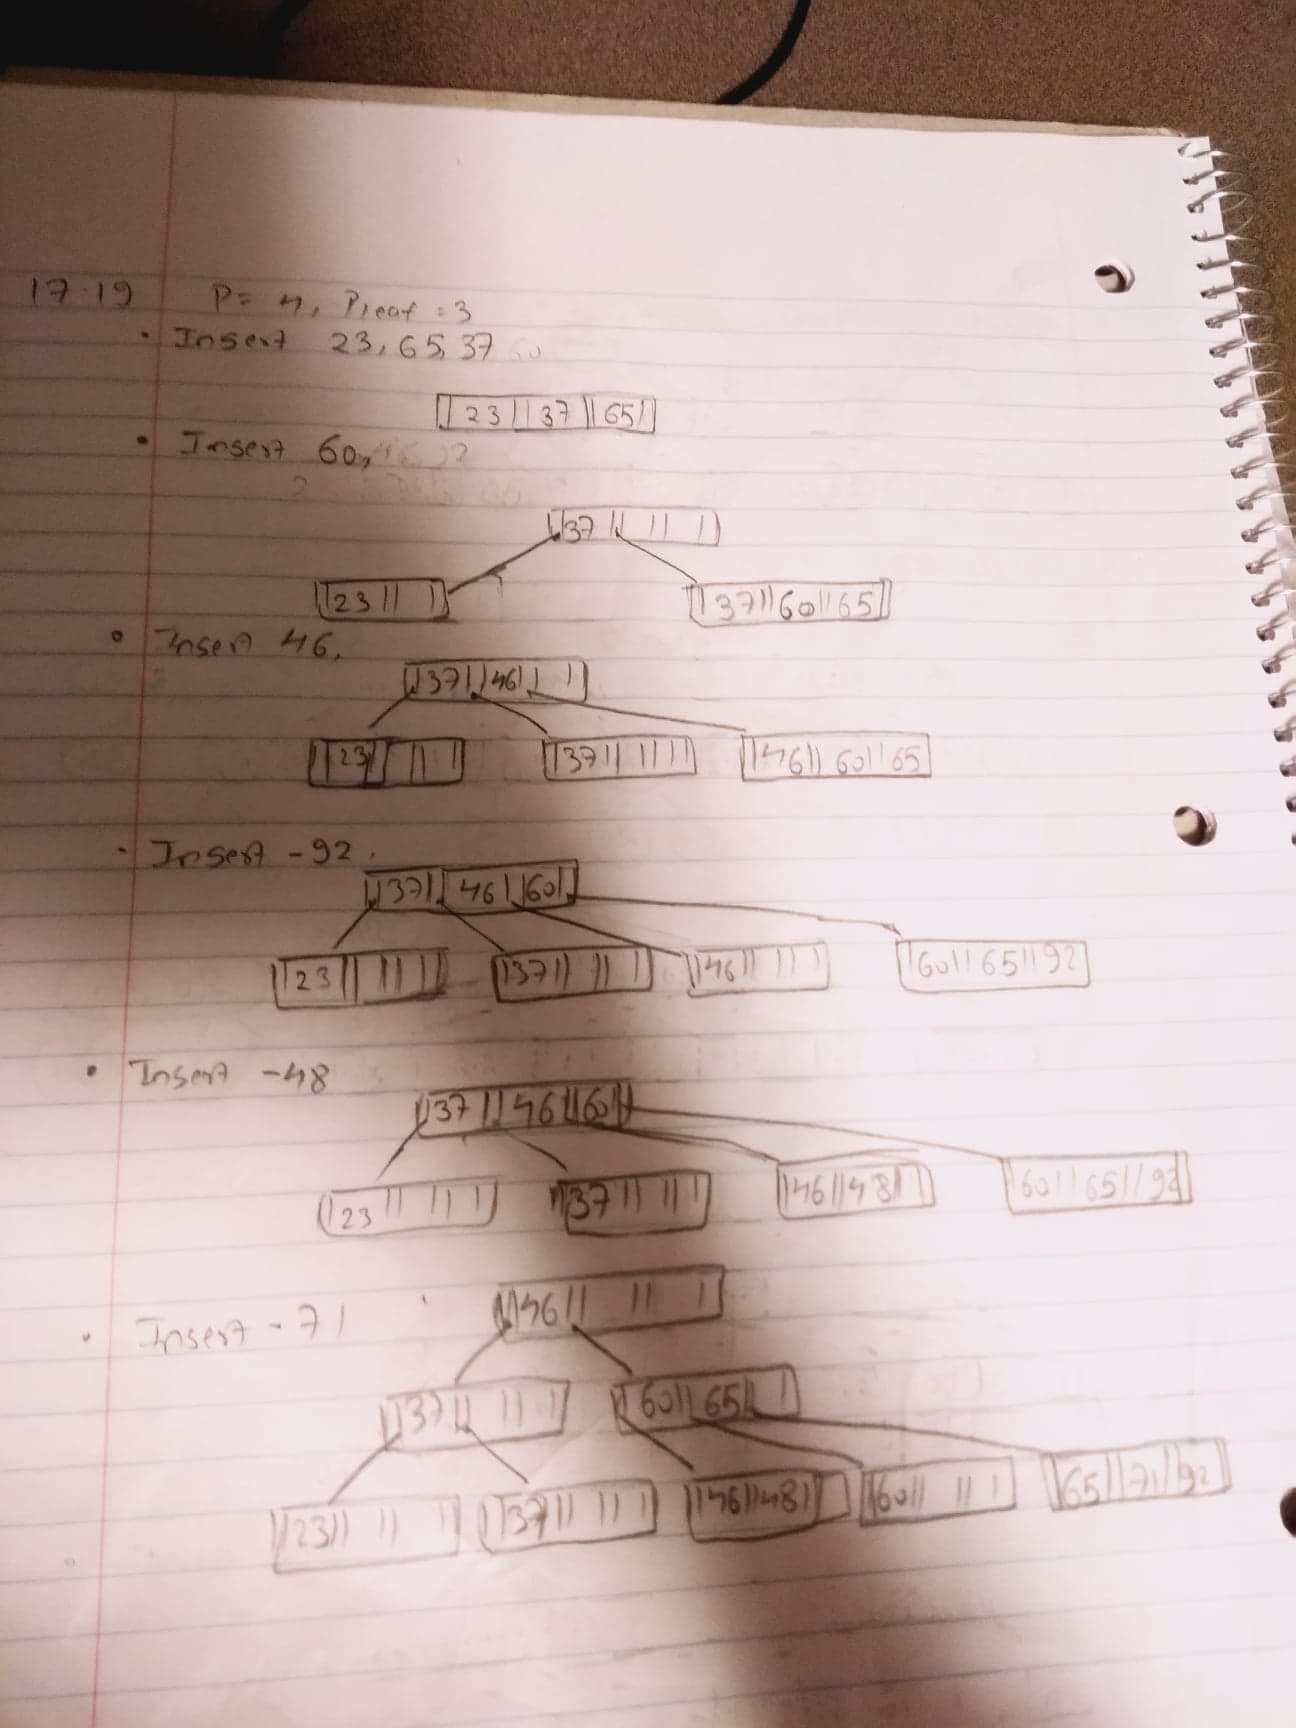 17.19 P= 4, Pleaf = 3
• Insert 23, 65, 37 60
23 || 37 || 65
• Insert 60,
37
23 37 || 60 || 65
• Insert 46,
37 || 46
23 37 46 || 60 || 65
• Insert - 92.
37 || 46 || 60
23 37 46 60 || 65 || 92
• Insert - 48
37 || 46 || 60
23 37 46 || 48 60 || 65 || 92
• Insert - 71
46
37 60 || 65
23 37 46 || 48 60 65 || 71 || 92